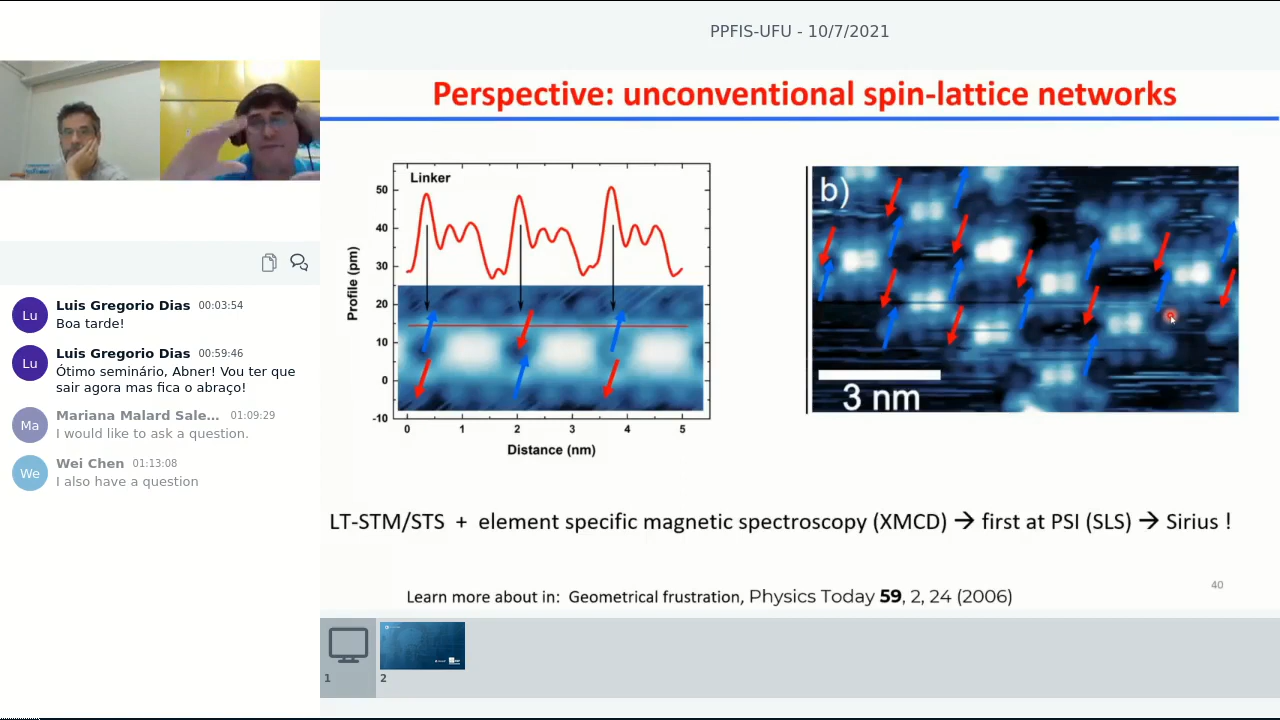 PPFIS-UFU - 10/7/2021
Perspective: unconventional spin-lattice networks
Luis Gregorio Dias 00:03:54
Boa tarde!
Luis Gregorio Dias 00:59:46
Ótimo seminário, Abner! Vou ter que
sair agora mas fica o abraço!
Mariana Malard Sale... 01:09:29
I would like to ask a question.
Wei Chen 01:13:08
I also have a question
Lu
Lu
Ma
We
Linker
Profile (pm)
50
40
30
20
10
0
-10
0 1 2 3 4 5
Distance (nm)
b)
3 nm
LT-STM/STS + element specific magnetic spectroscopy (XMCD) → first at PSI (SLS) → Sirius !
40
Learn more about in: Geometrical frustration, Physics Today 59, 2, 24 (2006)
1
2